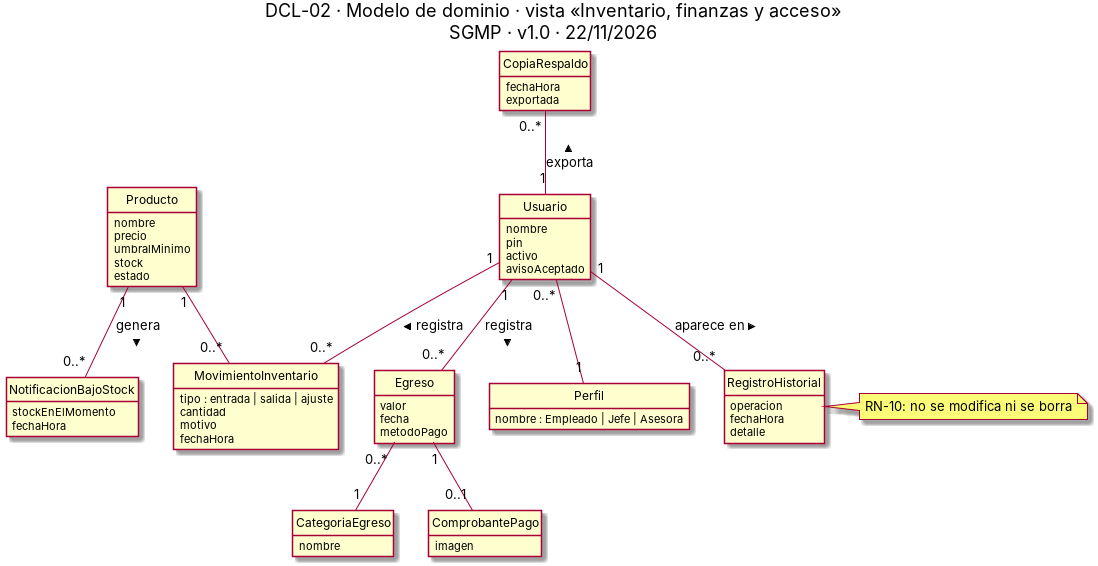 DCL-02 · Modelo de dominio · vista «Inventario, finanzas y acceso»
SGMP · v1.0 · 22/11/2026
CopiaRespaldo
fechaHora
exportada
0..*
▲
exporta
1
Producto
nombre
precio
umbralMinimo
stock
estado
Usuario
nombre
pin
activo
avisoAceptado
1
1
1
1
0..*
1
genera
▼
◄ registra
registra
▼
aparece en ►
0..*
0..*
0..*
0..*
1
0..*
NotificacionBajoStock
stockEnElMomento
fechaHora
MovimientoInventario
tipo : entrada | salida | ajuste
cantidad
motivo
fechaHora
Egreso
valor
fecha
metodoPago
Perfil
nombre : Empleado | Jefe | Asesora
RegistroHistorial
operacion
fechaHora
detalle
RN-10: no se modifica ni se borra
0..*
1
1
0..1
CategoriaEgreso
nombre
ComprobantePago
imagen